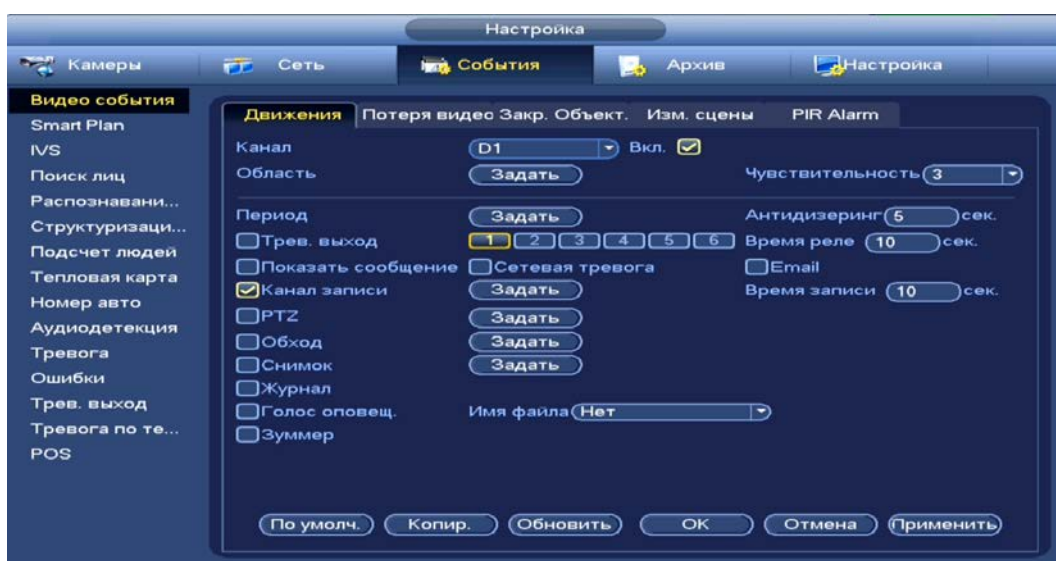 Настройка
Камеры Сеть События Архив Настройка
Видео события
Smart Plan
IVS
Поиск лиц
Распознавани...
Структуризаци...
Подсчет людей
Тепловая карта
Номер авто
Аудиодетекция
Тревога
Ошибки
Трев. выход
Тревога по те...
POS
Движения Потеря видео Закр. Объект. Изм. сцены PIR Alarm
Канал D1 Вкл.
Область Задать Чувствительность 3
Период Задать Антидизеринг 5 сек.
Трев. выход 1 2 3 4 5 6 Время реле 10 сек.
Показать сообщение Сетевая тревога Email
Канал записи Задать Время записи 10 сек.
PTZ Задать
Обход Задать
Снимок Задать
Журнал
Голос оповещ. Имя файла Нет
Зуммер
По умолч. Копир. Обновить OK Отмена Применить